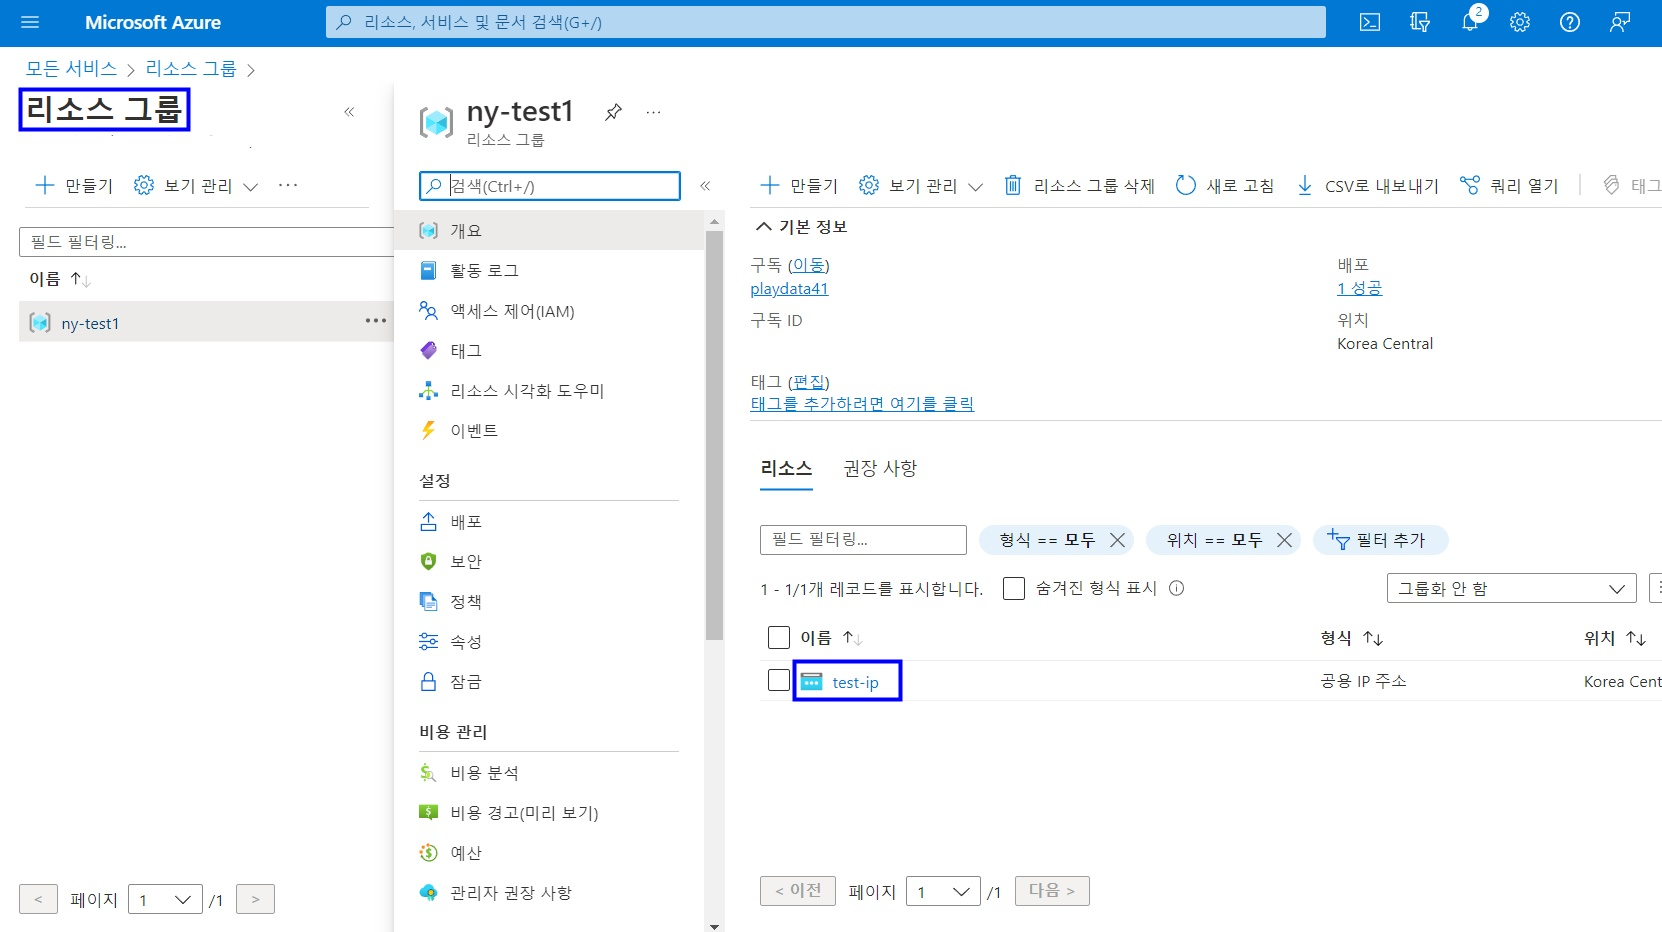 Microsoft Azure
리소스, 서비스 및 문서 검색(G+/)
2
모든 서비스 > 리소스 그룹 >
리소스 그룹
«
만들기 보기 관리 ···
필드 필터링...
이름 ↑↓
ny-test1 ···
< 페이지 1 /1 >
ny-test1 ···
리소스 그룹
검색(Ctrl+/) «
개요
활동 로그
액세스 제어(IAM)
태그
리소스 시각화 도우미
이벤트
설정
배포
보안
정책
속성
잠금
비용 관리
비용 분석
비용 경고(미리 보기)
예산
관리자 권장 사항
만들기 보기 관리 리소스 그룹 삭제 새로 고침 CSV로 내보내기 쿼리 열기 태그
기본 정보
구독 (이동)
playdata41
구독 ID
배포
1 성공
위치
Korea Central
태그 (편집)
태그를 추가하려면 여기를 클릭
리소스 권장 사항
필드 필터링... 형식 == 모두 위치 == 모두 필터 추가
1 - 1/1개 레코드를 표시합니다. 숨겨진 형식 표시 그룹화 안 함
이름 ↑↓ 형식 ↑↓ 위치 ↑↓
test-ip 공용 IP 주소 Korea Cent
< 이전 페이지 1 /1 다음 >